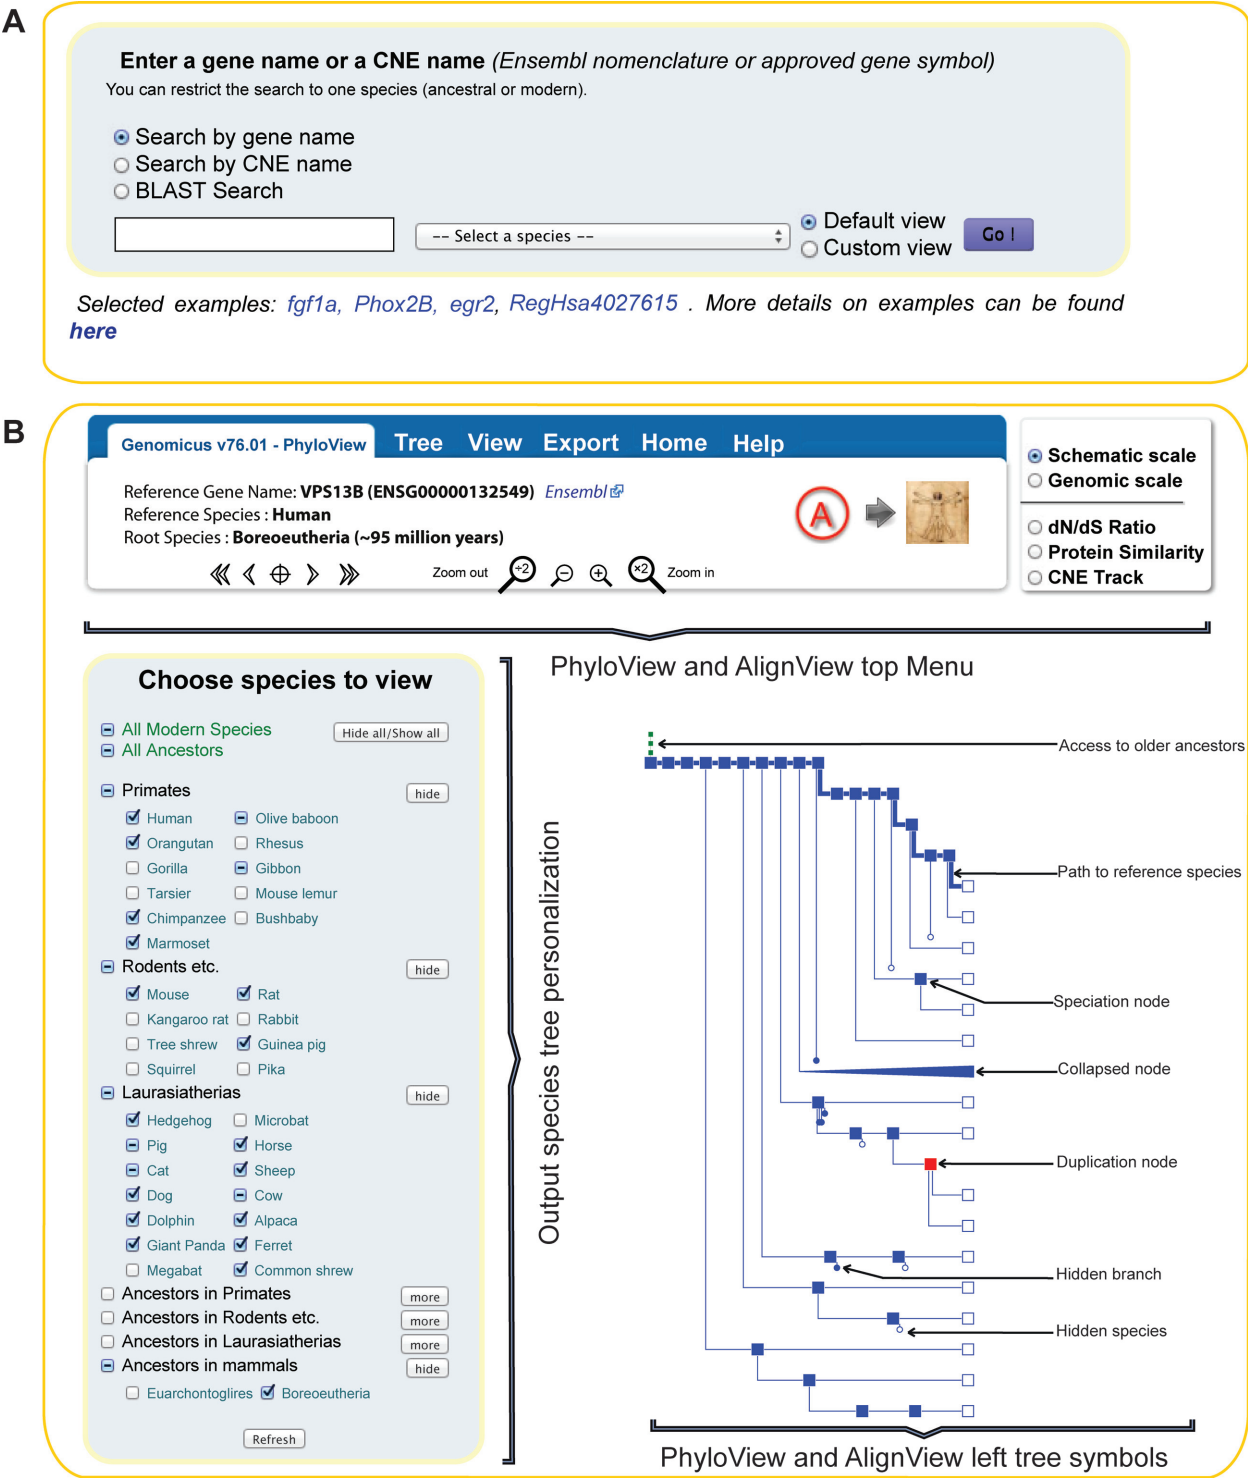 A
Enter a gene name or a CNE name (Ensembl nomenclature or approved gene symbol)
You can restrict the search to one species (ancestral or modern).
Search by gene name
Search by CNE name
BLAST Search
-- Select a species --
Default view
Custom view
Go !
Selected examples: fgf1a, Phox2B, egr2, RegHsa4027615 . More details on examples can be found
here
B
Genomicus v76.01 - PhyloView Tree View Export Home Help
Reference Gene Name: VPS13B (ENSG00000132549) Ensembl
Reference Species : Human
Root Species : Boreoeutheria (~95 million years)
A
Zoom out ÷2 ×2 Zoom in
Schematic scale
Genomic scale
dN/dS Ratio
Protein Similarity
CNE Track
PhyloView and AlignView top Menu
Choose species to view
All Modern Species Hide all/Show all
All Ancestors
Primates hide
Human Olive baboon
Orangutan Rhesus
Gorilla Gibbon
Tarsier Mouse lemur
Chimpanzee Bushbaby
Marmoset
Rodents etc. hide
Mouse Rat
Kangaroo rat Rabbit
Tree shrew Guinea pig
Squirrel Pika
Laurasiatherias hide
Hedgehog Microbat
Pig Horse
Cat Sheep
Dog Cow
Dolphin Alpaca
Giant Panda Ferret
Megabat Common shrew
Ancestors in Primates more
Ancestors in Rodents etc. more
Ancestors in Laurasiatherias more
Ancestors in mammals hide
Euarchontoglires Boreoeutheria
Refresh
Output species tree personalization
Access to older ancestors
Path to reference species
Speciation node
Collapsed node
Duplication node
Hidden branch
Hidden species
PhyloView and AlignView left tree symbols